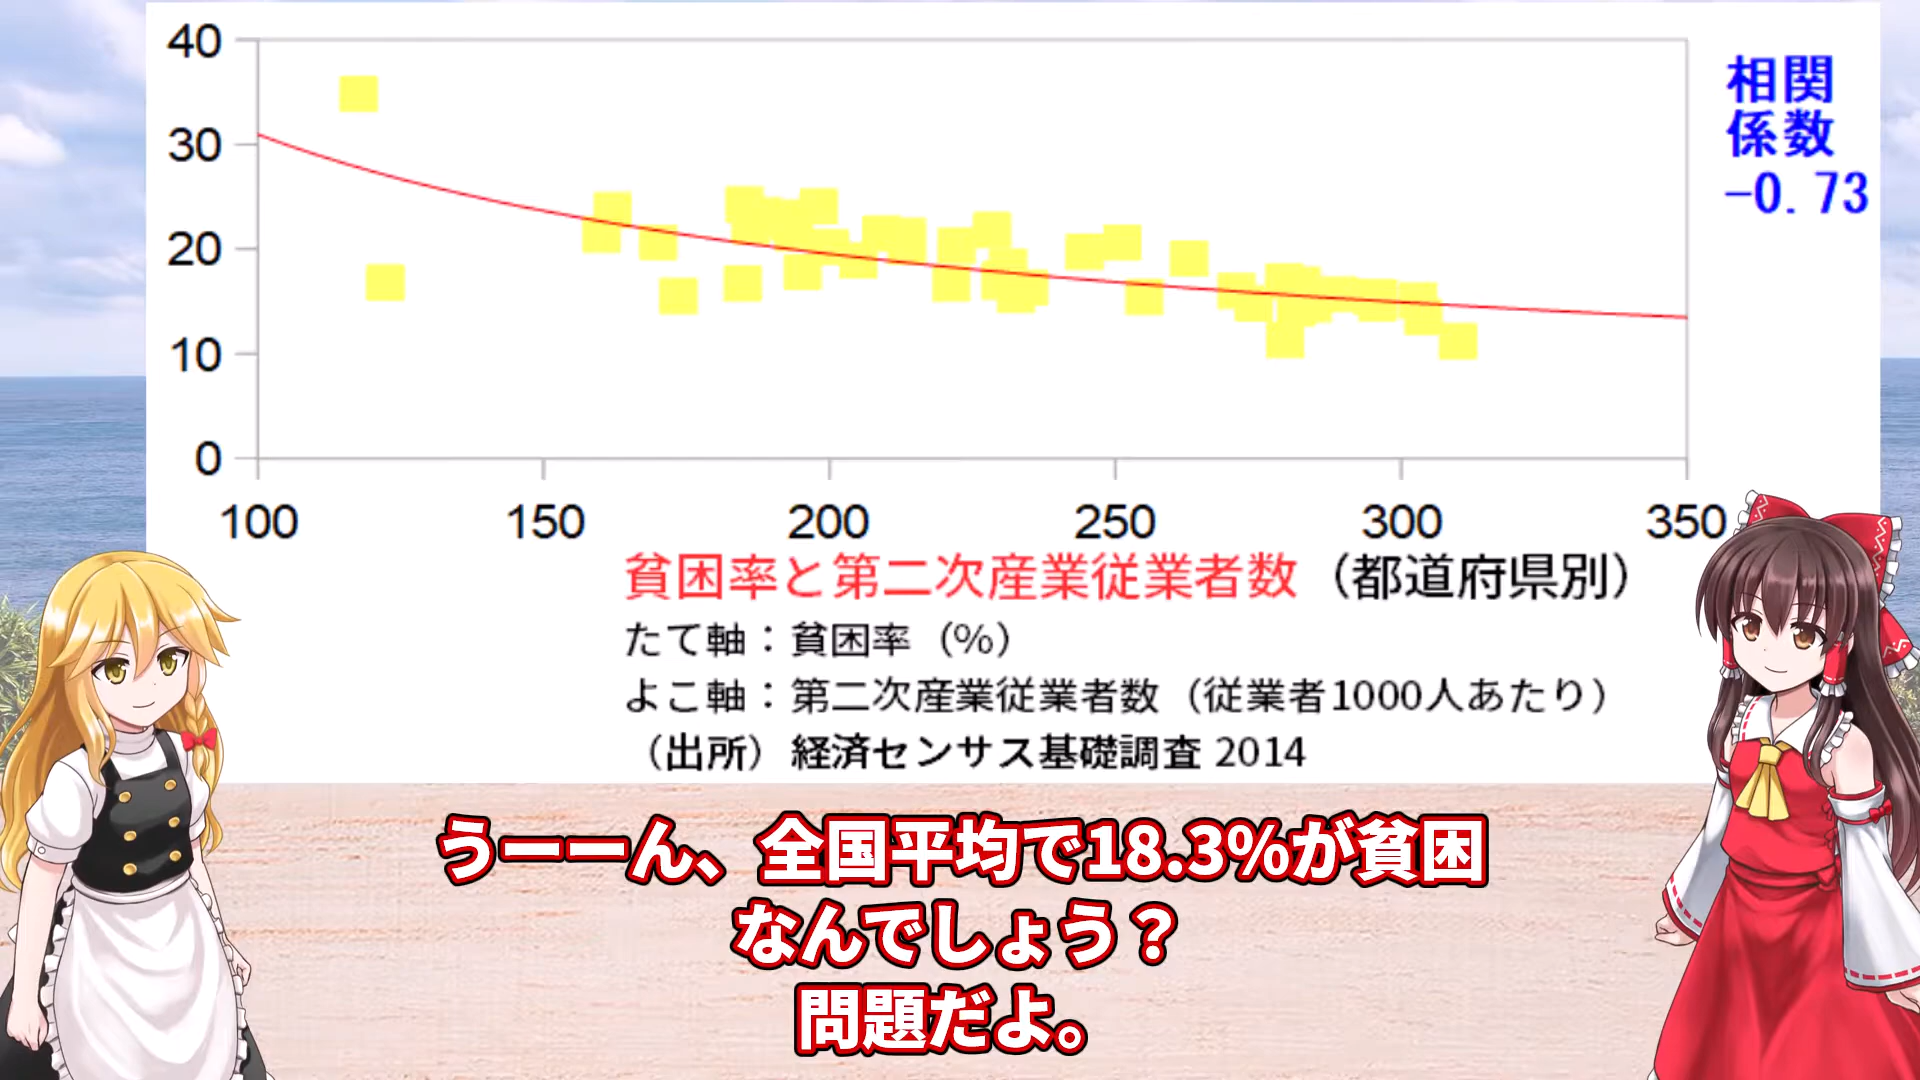 40
30
20
10
0
100 150 200 250 300 350
相関
係数
-0.73
貧困率と第二次産業従業者数（都道府県別）
たて軸：貧困率（％）
よこ軸：第二次産業従業者数（従業者1000人あたり）
（出所）経済センサス基礎調査 2014
うーーん、全国平均で18.3%が貧困
なんでしょう？
問題だよ。